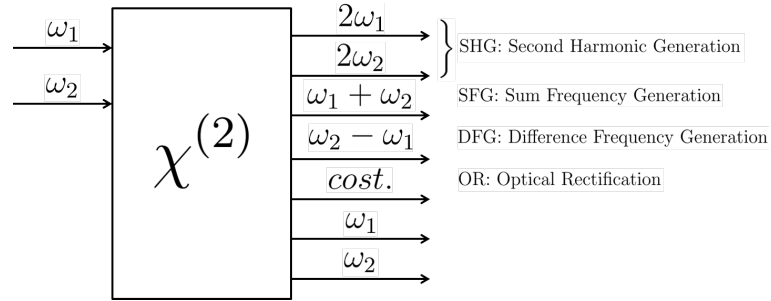 ω₁
ω₂
χ⁽²⁾
2ω₁
2ω₂
SHG: Second Harmonic Generation
ω₁ + ω₂
SFG: Sum Frequency Generation
ω₂ − ω₁
DFG: Difference Frequency Generation
cost.
OR: Optical Rectification
ω₁
ω₂